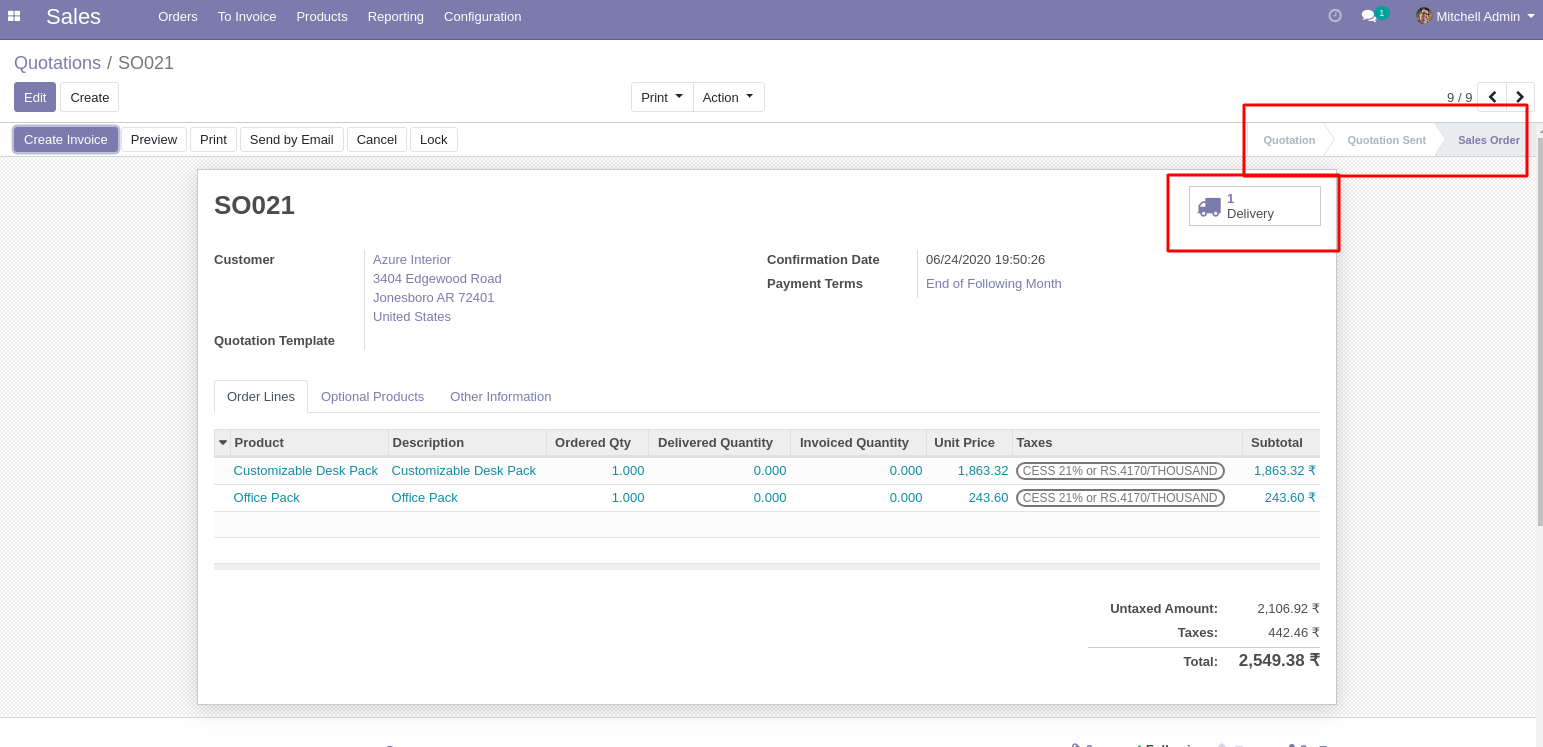 Sales Orders To Invoice Products Reporting Configuration 1 Mitchell Admin
Quotations / SO021
Edit Create Print Action 9 / 9
Create Invoice Preview Print Send by Email Cancel Lock Quotation Quotation Sent Sales Order
SO021
1
Delivery
Customer Azure Interior
3404 Edgewood Road
Jonesboro AR 72401
United States
Quotation Template
Confirmation Date 06/24/2020 19:50:26
Payment Terms End of Following Month
Order Lines Optional Products Other Information
Product Description Ordered Qty Delivered Quantity Invoiced Quantity Unit Price Taxes Subtotal
Customizable Desk Pack Customizable Desk Pack 1.000 0.000 0.000 1,863.32 CESS 21% or RS.4170/THOUSAND 1,863.32 ₹
Office Pack Office Pack 1.000 0.000 0.000 243.60 CESS 21% or RS.4170/THOUSAND 243.60 ₹
Untaxed Amount: 2,106.92 ₹
Taxes: 442.46 ₹
Total: 2,549.38 ₹